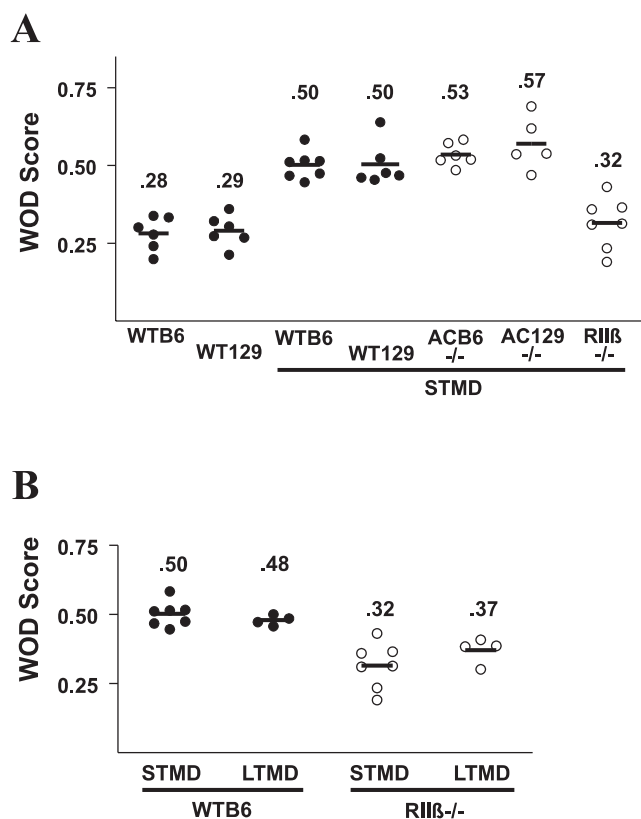 A
WOD Score
0.75
0.50
0.25
.28
.29
.50
.50
.53
.57
.32
WTB6
WT129
WTB6
WT129
ACB6
-/-
AC129
-/-
RIIß
-/-
STMD
B
WOD Score
0.75
0.50
0.25
.50
.48
.32
.37
STMD
LTMD
STMD
LTMD
WTB6
RIIß-/-